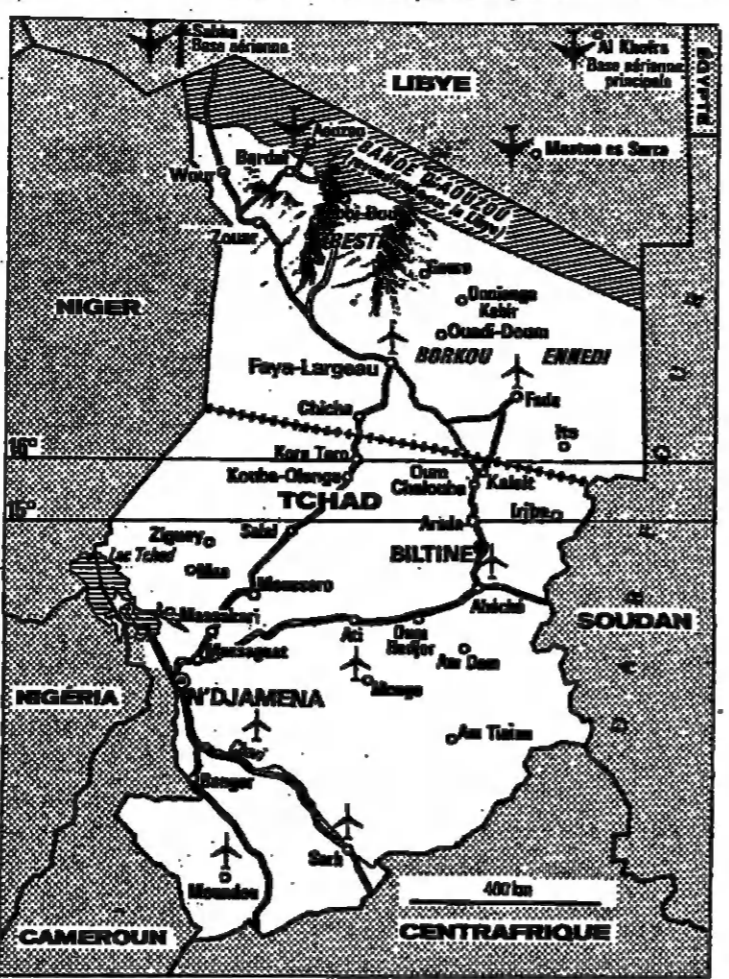 Sebha
Base aérienne
Al Khofra
Base aérienne
principale
ÉGYPTE
LIBYE
Aouzou
BANDE D'AOUZOU
Maaten es Sarra
Bardaï
Wour
Zouar
Gouro
Ounianga
Kebir
Ouadi-Doum
NIGER
BORKOU
ENNEDI
Faya-Largeau
Fada
Chicha
16°
Kora Toro
Kouba-Olanga
Oum
Chalouba
Kalaït
TCHAD
15°
Iriba
Arada
Salal
Ziguey
Lac Tchad
Mao
BILTINE
Moussoro
Massakori
Abéché
SOUDAN
Ati
Oum
Hadjer
Am Dam
Massaguet
NIGÉRIA
N'DJAMENA
Mongo
Am Timan
Chari
Bongor
Sarh
Moundou
400 km
CAMEROUN
CENTRAFRIQUE